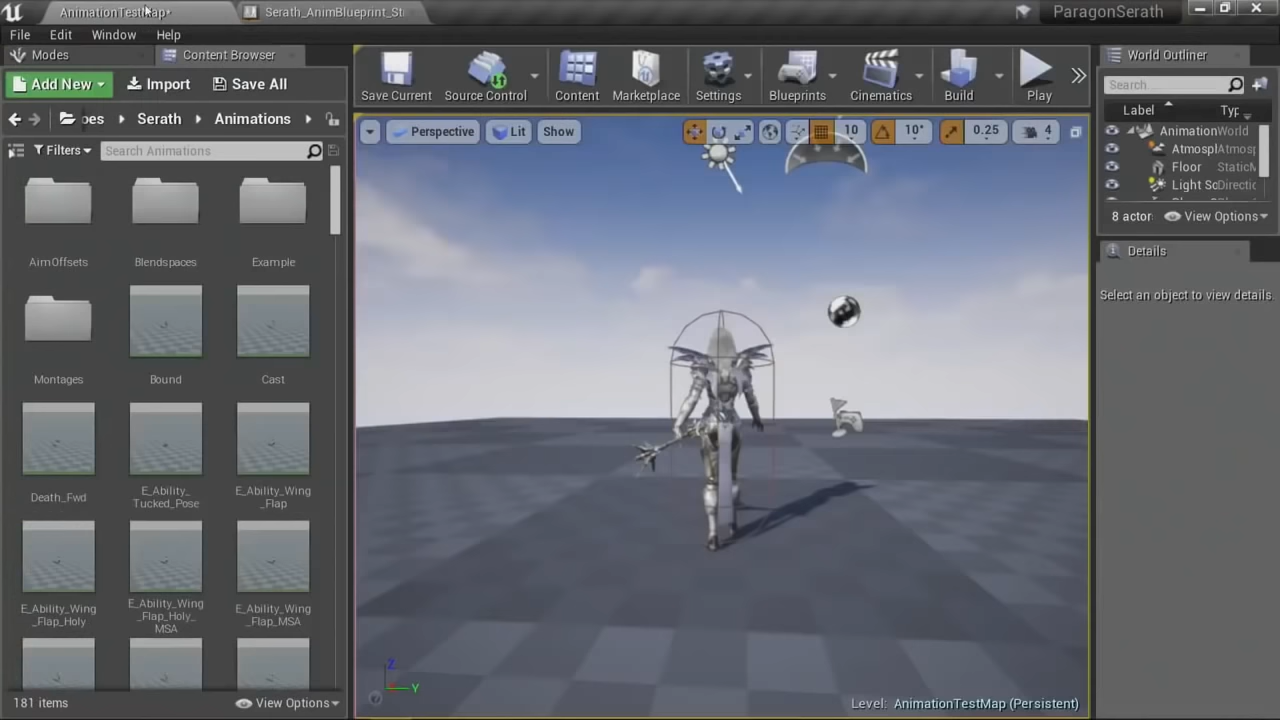 AnimationTestMap*
Serath_AnimBlueprint_St
ParagonSerath
File Edit Window Help
Modes
Content Browser
World Outliner
Add New
Import
Save All
Save Current
Source Control
Content
Marketplace
Settings
Blueprints
Cinematics
Build
Play
Search
Label
Typ
Serath
Animations
Filters
Search Animations
Perspective
Lit
Show
10
10°
0.25
4
Animation World
Atmospl Atmosp
Floor StaticM
Light Sc Directic
8 actor
View Options
Details
Select an object to view details.
AimOffsets
Blendspaces
Example
Montages
Bound
Cast
Death_Fwd
E_Ability_
Tucked_Pose
E_Ability_Wing
_Flap
E_Ability_Wing
_Flap_Holy
E_Ability_Wing
_Flap_Holy_
MSA
E_Ability_Wing
_Flap_MSA
181 items
View Options
Z
Y
Level: AnimationTestMap (Persistent)